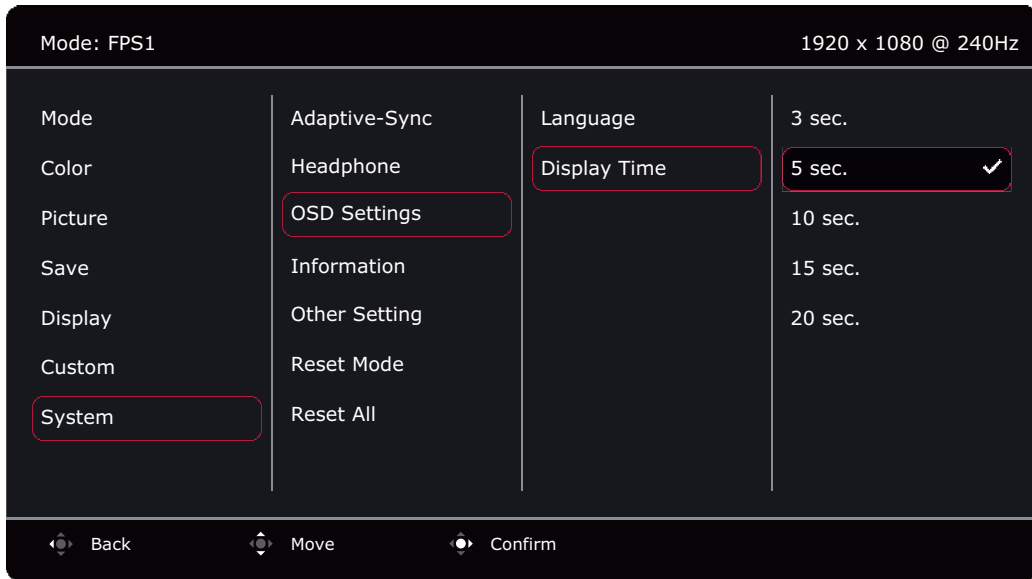 Mode: FPS1
1920 x 1080 @ 240Hz
Mode
Color
Picture
Save
Display
Custom
System
Adaptive-Sync
Headphone
OSD Settings
Information
Other Setting
Reset Mode
Reset All
Language
Display Time
3 sec.
5 sec.
10 sec.
15 sec.
20 sec.
Back
Move
Confirm